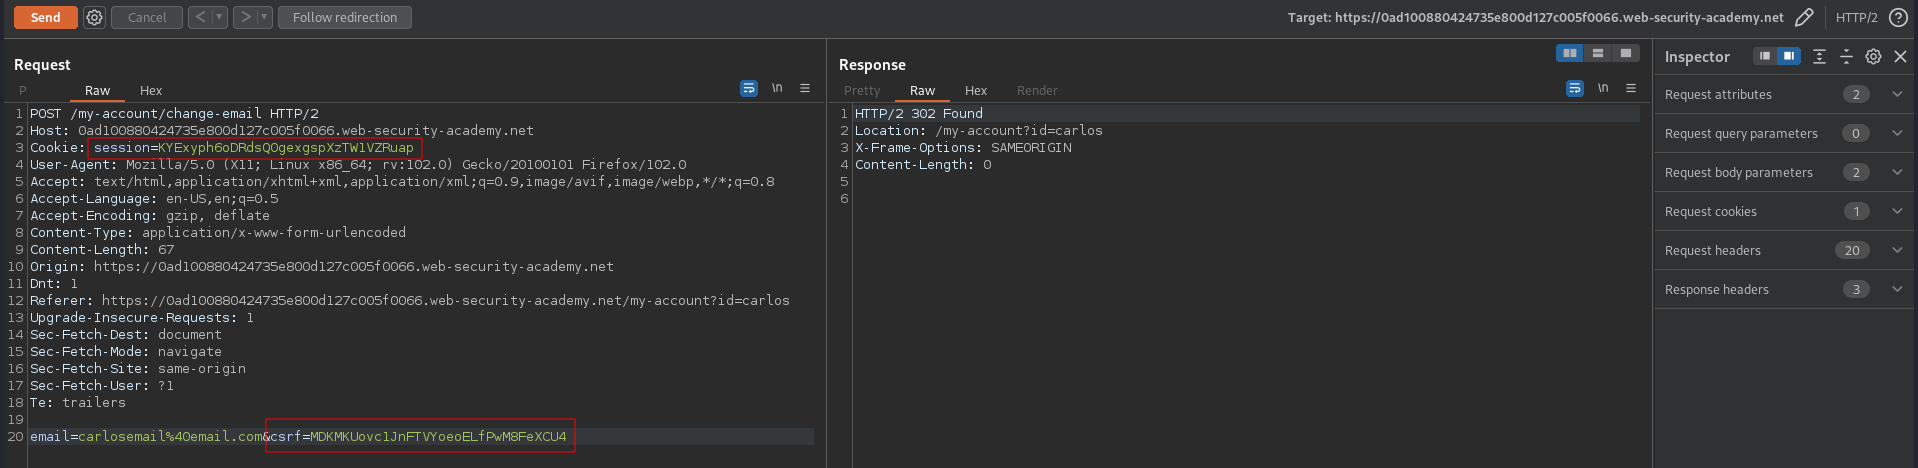 Send Cancel < > Follow redirection Target: https://0ad100880424735e800d127c005f0066.web-security-academy.net HTTP/2 ?
Request
P Raw Hex \n
1 POST /my-account/change-email HTTP/2
2 Host: 0ad100880424735e800d127c005f0066.web-security-academy.net
3 Cookie: session=KYExyph6oDRdsQOgexgspXzTW1VZRuap
4 User-Agent: Mozilla/5.0 (X11; Linux x86_64; rv:102.0) Gecko/20100101 Firefox/102.0
5 Accept: text/html,application/xhtml+xml,application/xml;q=0.9,image/avif,image/webp,*/*;q=0.8
6 Accept-Language: en-US,en;q=0.5
7 Accept-Encoding: gzip, deflate
8 Content-Type: application/x-www-form-urlencoded
9 Content-Length: 67
10 Origin: https://0ad100880424735e800d127c005f0066.web-security-academy.net
11 Dnt: 1
12 Referer: https://0ad100880424735e800d127c005f0066.web-security-academy.net/my-account?id=carlos
13 Upgrade-Insecure-Requests: 1
14 Sec-Fetch-Dest: document
15 Sec-Fetch-Mode: navigate
16 Sec-Fetch-Site: same-origin
17 Sec-Fetch-User: ?1
18 Te: trailers
19
20 email=carlosemail%40email.com&csrf=MDKMKUovc1JnFTVYoeoELfPwM8FeXCU4
Response
Pretty Raw Hex Render \n
1 HTTP/2 302 Found
2 Location: /my-account?id=carlos
3 X-Frame-Options: SAMEORIGIN
4 Content-Length: 0
5
6
Inspector
Request attributes 2
Request query parameters 0
Request body parameters 2
Request cookies 1
Request headers 20
Response headers 3